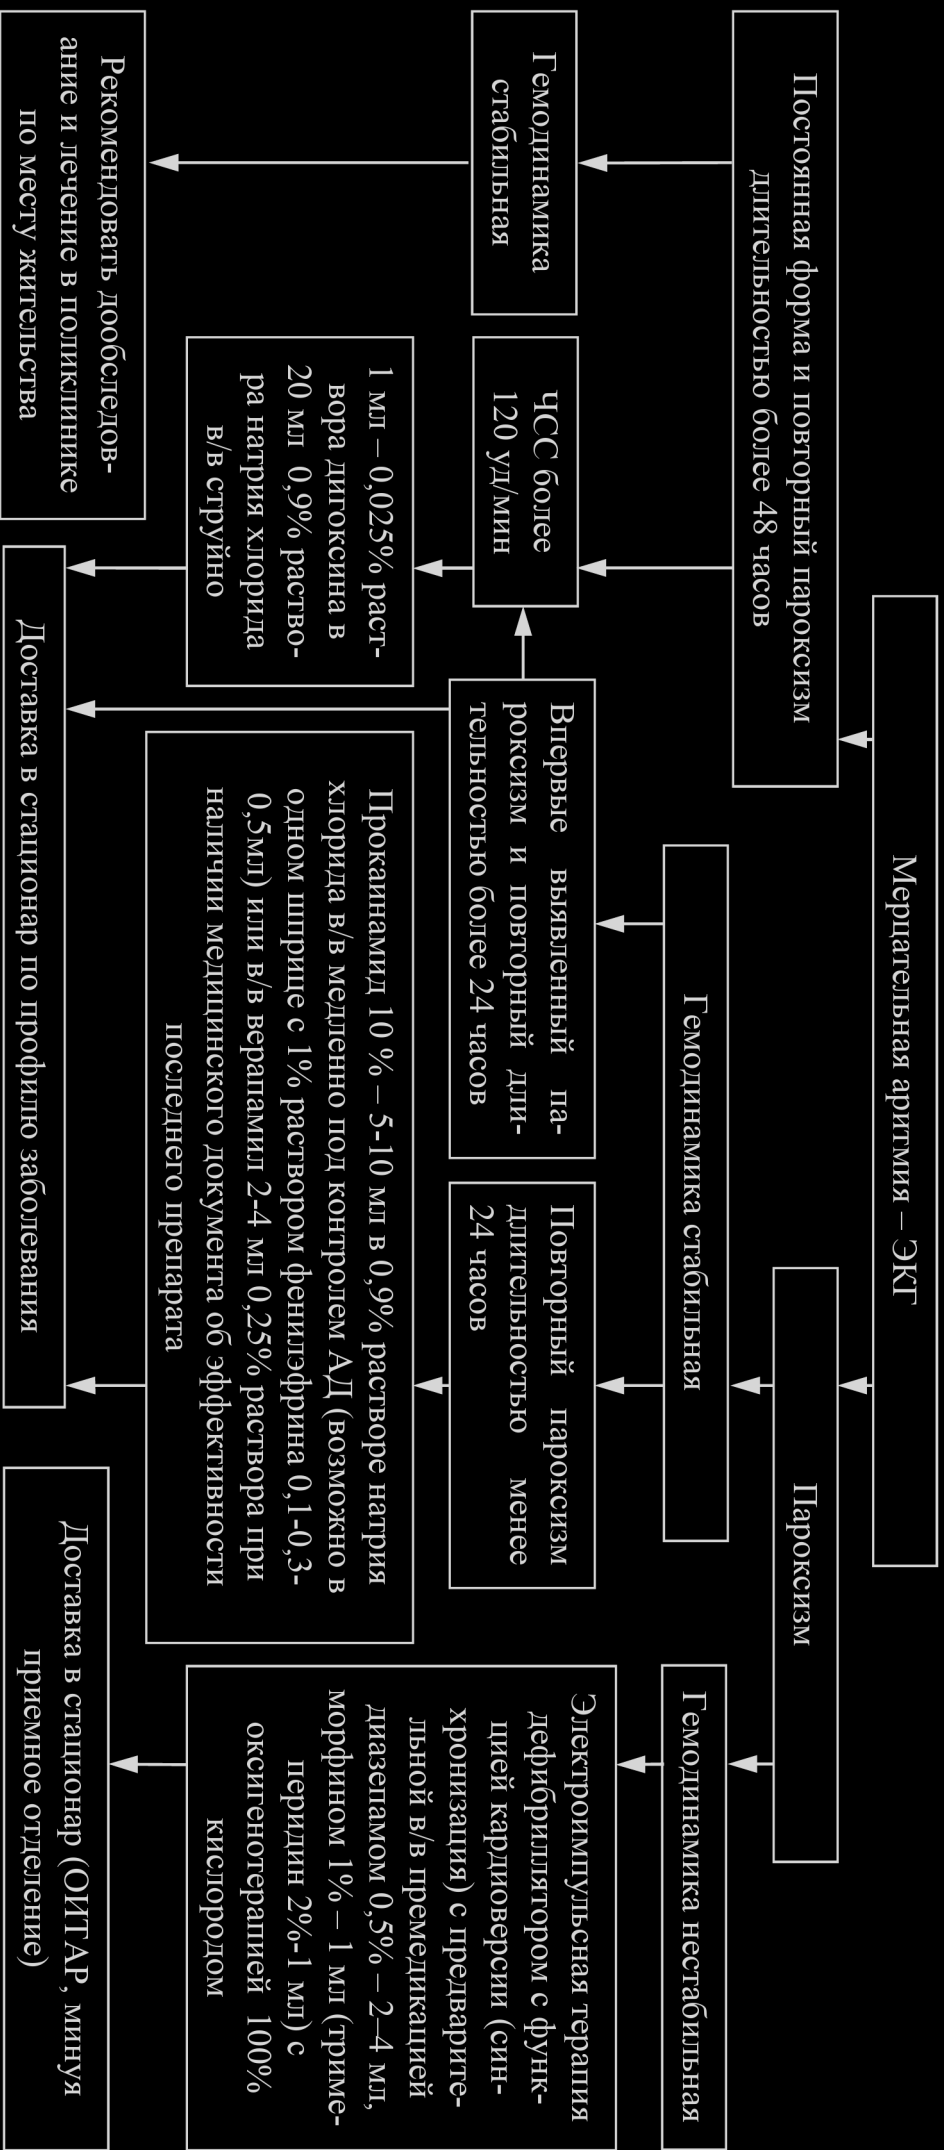 Мерцательная аритмия – ЭКГ
Постоянная форма и повторный пароксизм
длительностью более 48 часов
Пароксизм
Гемодинамика стабильная
Гемодинамика нестабильная
Гемодинамика
стабильная
ЧСС более
120 уд/мин
Впервые выявленный па-
роксизм и повторный дли-
тельностью более 24 часов
Повторный пароксизм
длительностью менее
24 часов
Электроимпульсная терапия
дефибриллятором с функ-
цией кардиоверсии (син-
хронизация) с предварите-
льной в/в премедикацией
диазепамом 0,5% – 2–4 мл,
морфином 1% – 1 мл (триме-
перидин 2%-1 мл) с
оксигенотерапией 100%
кислородом
1 мл – 0,025% раст-
вора дигоксина в
20 мл 0,9% раство-
ра натрия хлорида
в/в струйно
Прокаинамид 10 % – 5-10 мл в 0,9% растворе натрия
хлорида в/в медленно под контролем АД (возможно в
одном шприце с 1% раствором фенилэфрина 0,1-0,3-
0,5мл) или в/в верапамил 2-4 мл 0,25% раствора при
наличии медицинского документа об эффективности
последнего препарата
Рекомендовать дообследов-
ание и лечение в поликлинике
по месту жительства
Доставка в стационар по профилю заболевания
Доставка в стационар (ОИТАР, минуя
приемное отделение)